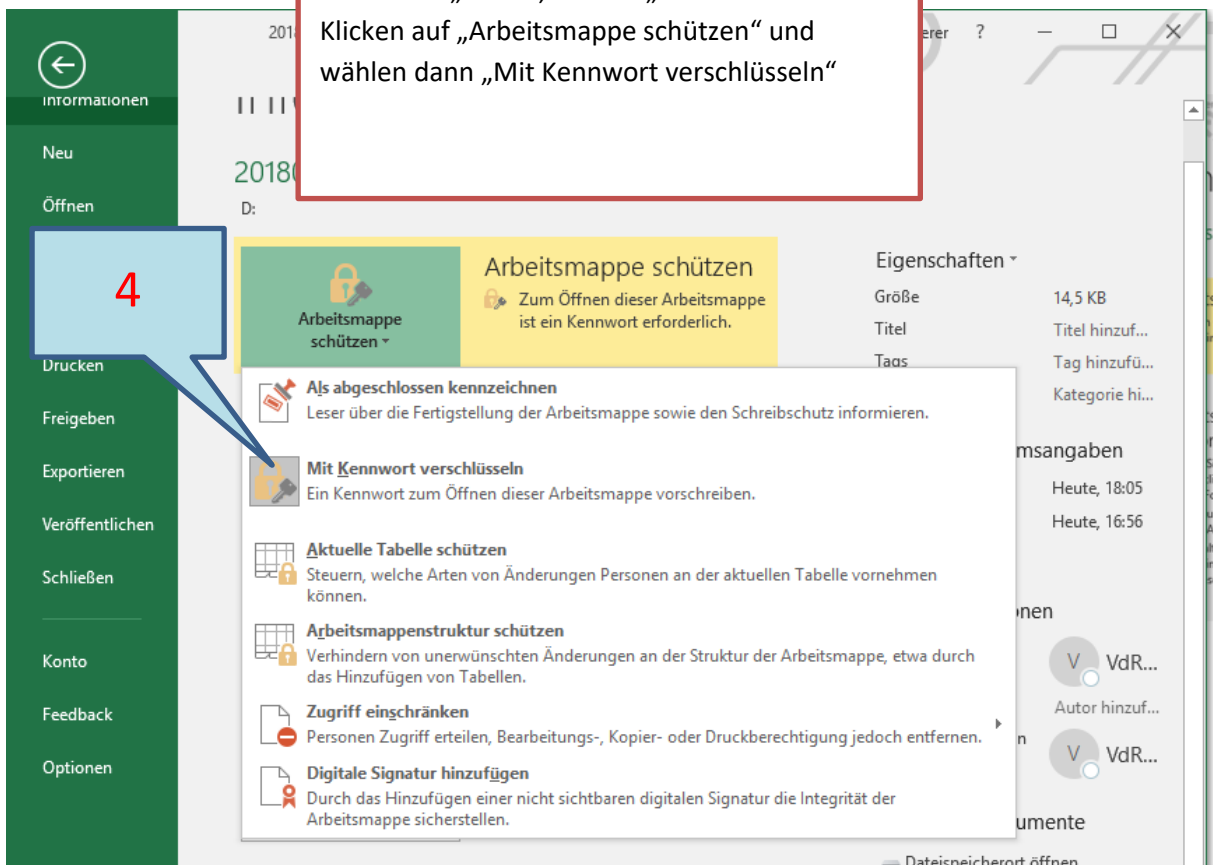 Klicken auf „Arbeitsmappe schützen“ und
wählen dann „Mit Kennwort verschlüsseln“
201
erer ?
Informationen
Neu
Öffnen
Drucken
Freigeben
Exportieren
Veröffentlichen
Schließen
Konto
Feedback
Optionen
2018
D:
4
Arbeitsmappe
schützen
Arbeitsmappe schützen
Zum Öffnen dieser Arbeitsmappe
ist ein Kennwort erforderlich.
Als abgeschlossen kennzeichnen
Leser über die Fertigstellung der Arbeitsmappe sowie den Schreibschutz informieren.
Mit Kennwort verschlüsseln
Ein Kennwort zum Öffnen dieser Arbeitsmappe vorschreiben.
Aktuelle Tabelle schützen
Steuern, welche Arten von Änderungen Personen an der aktuellen Tabelle vornehmen
können.
Arbeitsmappenstruktur schützen
Verhindern von unerwünschten Änderungen an der Struktur der Arbeitsmappe, etwa durch
das Hinzufügen von Tabellen.
Zugriff einschränken
Personen Zugriff erteilen, Bearbeitungs-, Kopier- oder Druckberechtigung jedoch entfernen.
Digitale Signatur hinzufügen
Durch das Hinzufügen einer nicht sichtbaren digitalen Signatur die Integrität der
Arbeitsmappe sicherstellen.
Eigenschaften
Größe 14,5 KB
Titel Titel hinzuf...
Tags Tag hinzufü...
Kategorie hi...
msangaben
Heute, 18:05
Heute, 16:56
nen
V VdR...
Autor hinzuf...
n
V VdR...
umente
Dateispeicherort öffnen